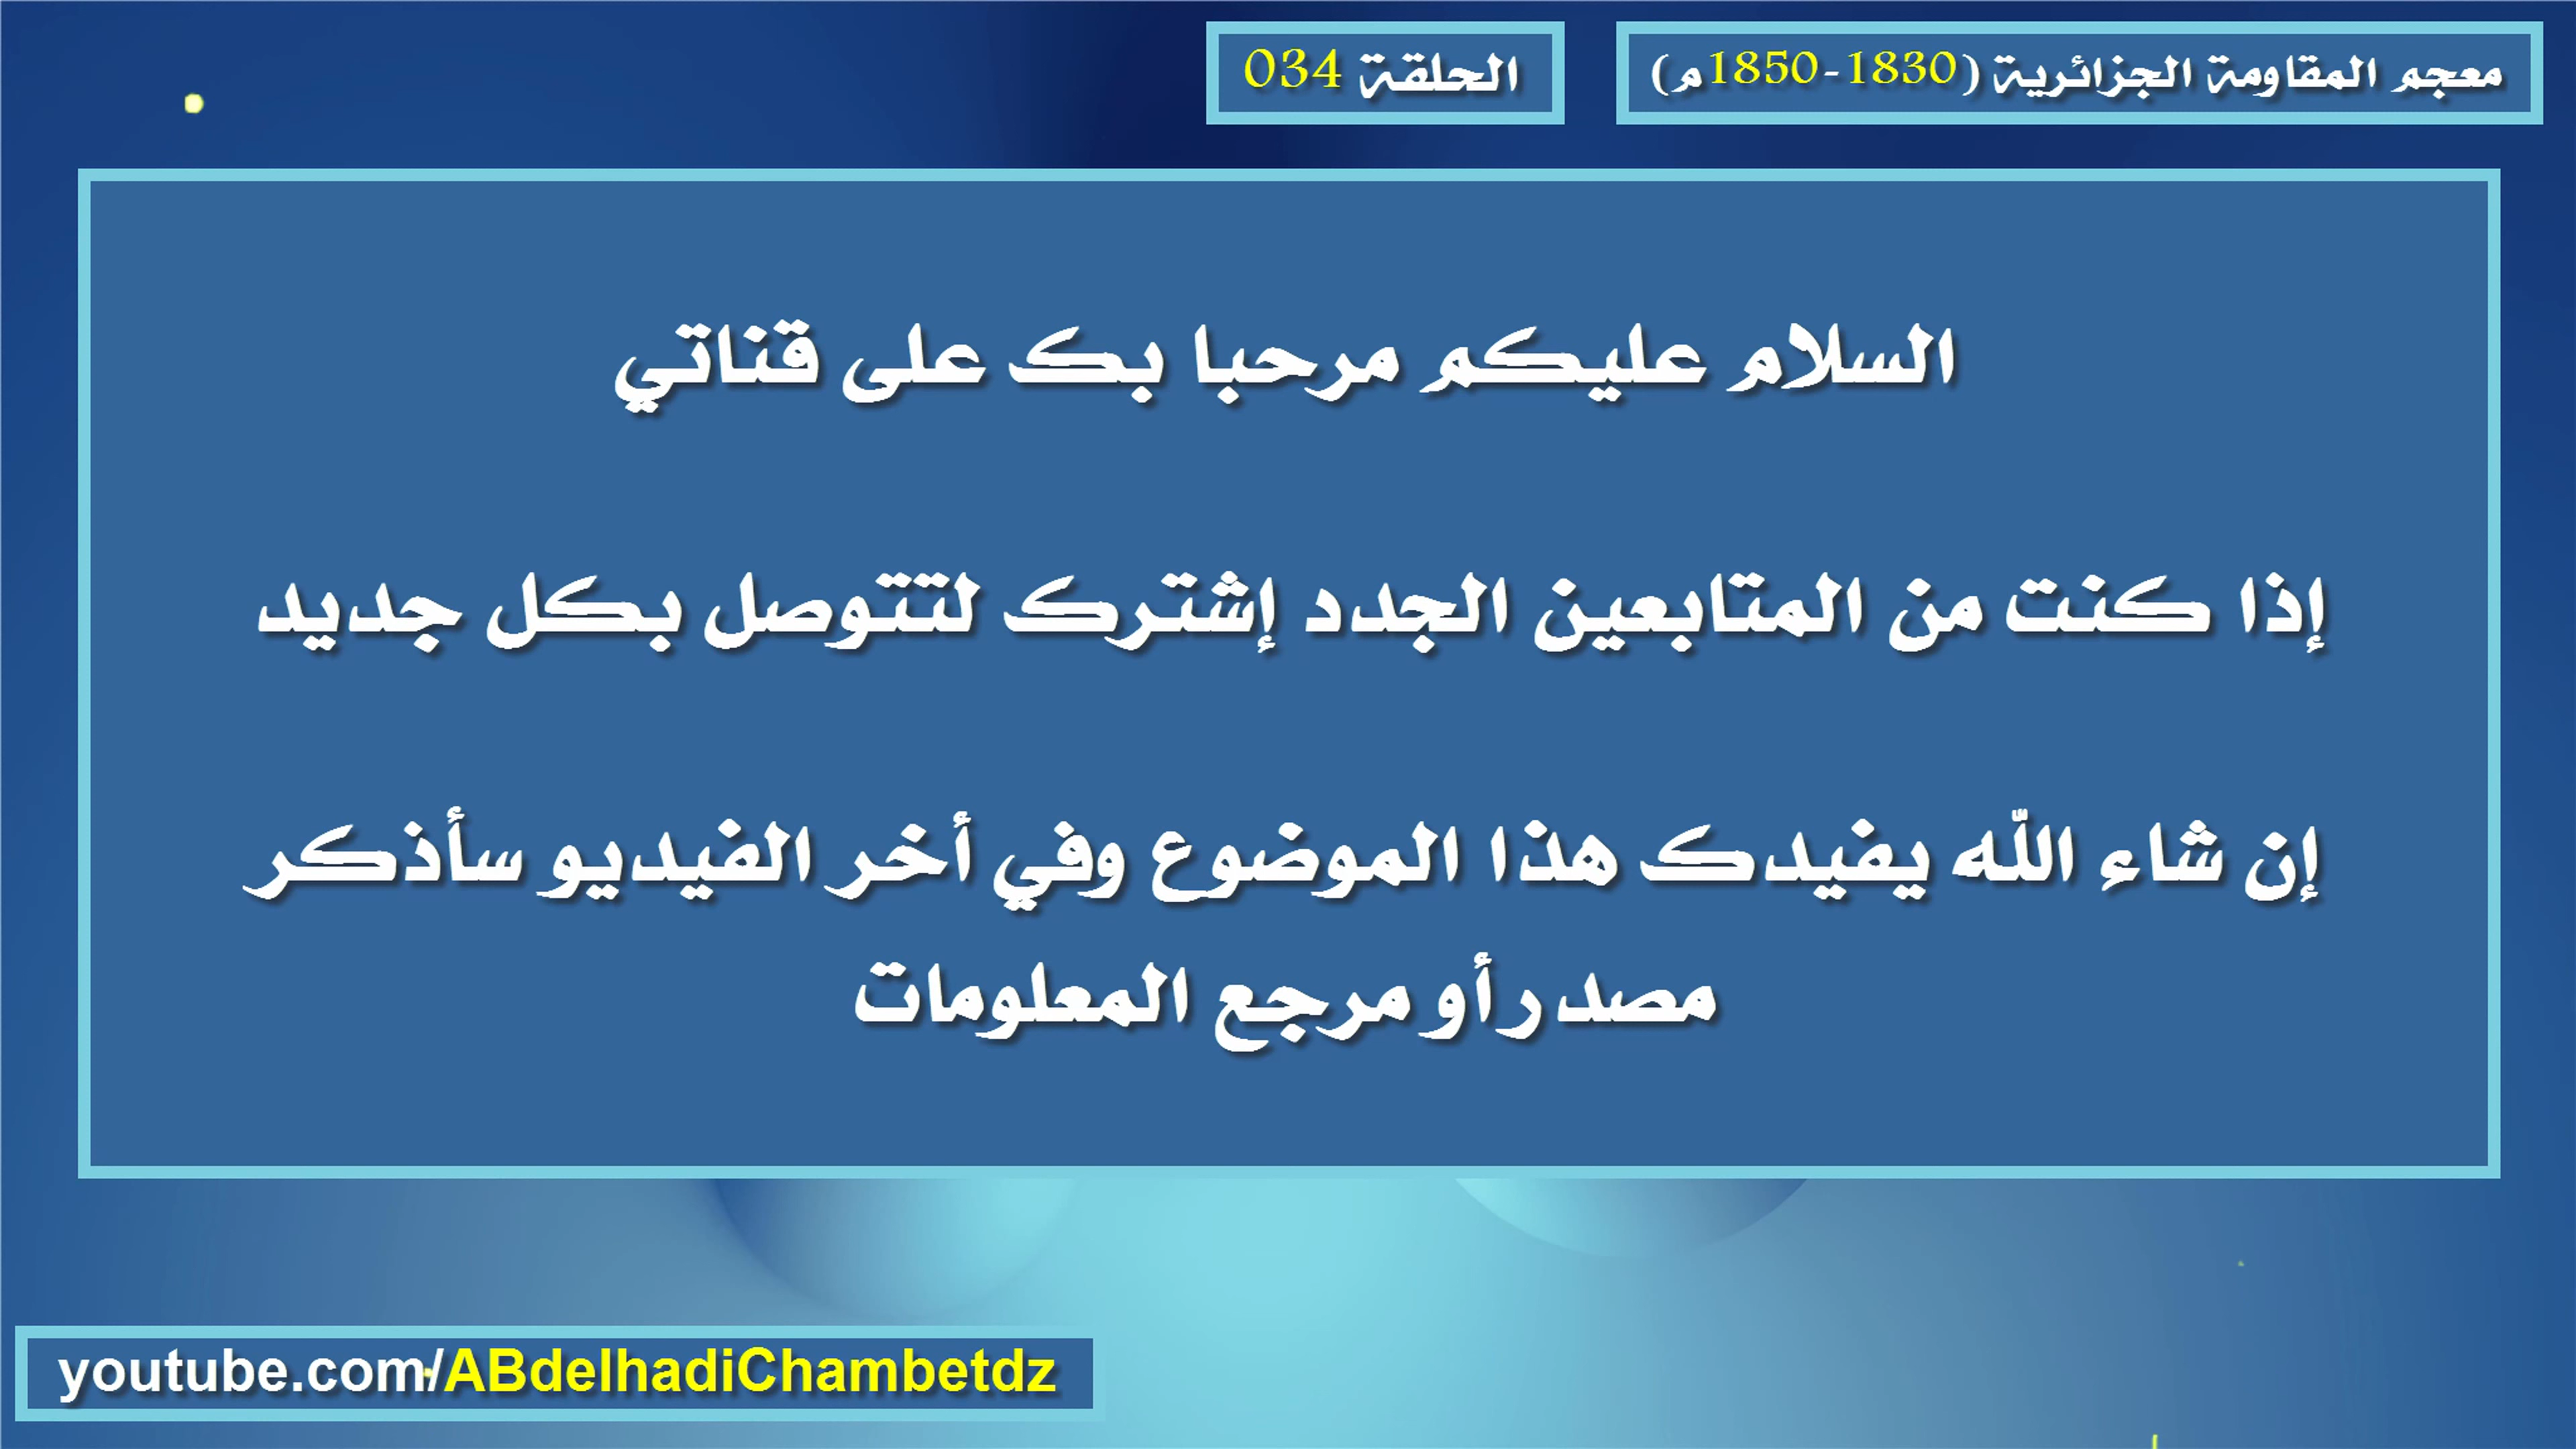 معجم المقاومة الجزائرية (1830-1850م)
الحلقة 034
السلام عليكم مرحبا بك على قناتي
إذا كنت من المتابعين الجدد إشترك لتتوصل بكل جديد
إن شاء الله يفيدك هذا الموضوع وفي أخر الفيديو سأذكر
مصدر أو مرجع المعلومات
youtube.com/ABdelhadiChambetdz